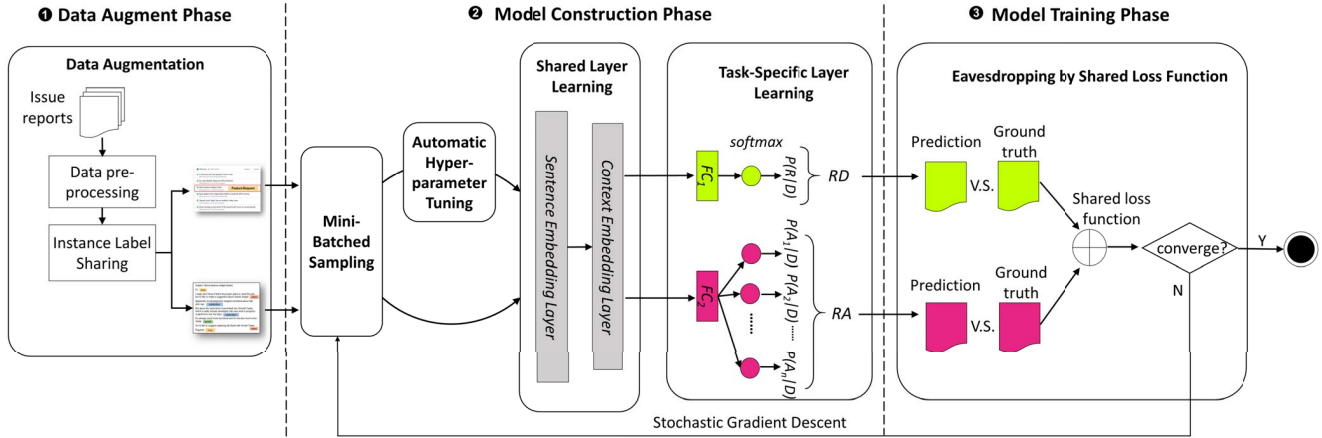 ❶ Data Augment Phase
❷ Model Construction Phase
❸ Model Training Phase
Data Augmentation
Issue
reports
Data pre-
processing
Instance Label
Sharing
Product-Request
Mini-
Batched
Sampling
Automatic
Hyper-
parameter
Tuning
Shared Layer
Learning
Sentence Embedding Layer
Context Embedding Layer
Task-Specific Layer
Learning
softmax
FC1
P(R|D)
RD
FC2
P(A1|D)
P(A2|D)
......
......
P(An|D)
RA
Eavesdropping by Shared Loss Function
Prediction
Ground
truth
V.S.
Shared loss
function
converge?
Y
N
Prediction
Ground
truth
V.S.
Stochastic Gradient Descent